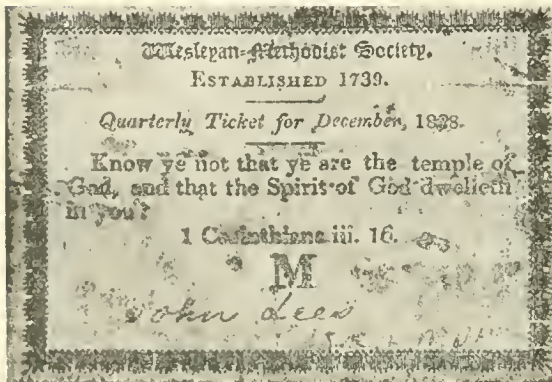 Wesleyan-Methodist Society.
ESTABLISHED 1739.
Quarterly Ticket for December, 1828.
Know ye not that ye are the temple of
God, and that the Spirit of God dwelleth
in you?
1 Corinthians iii. 16.
M
John Lees